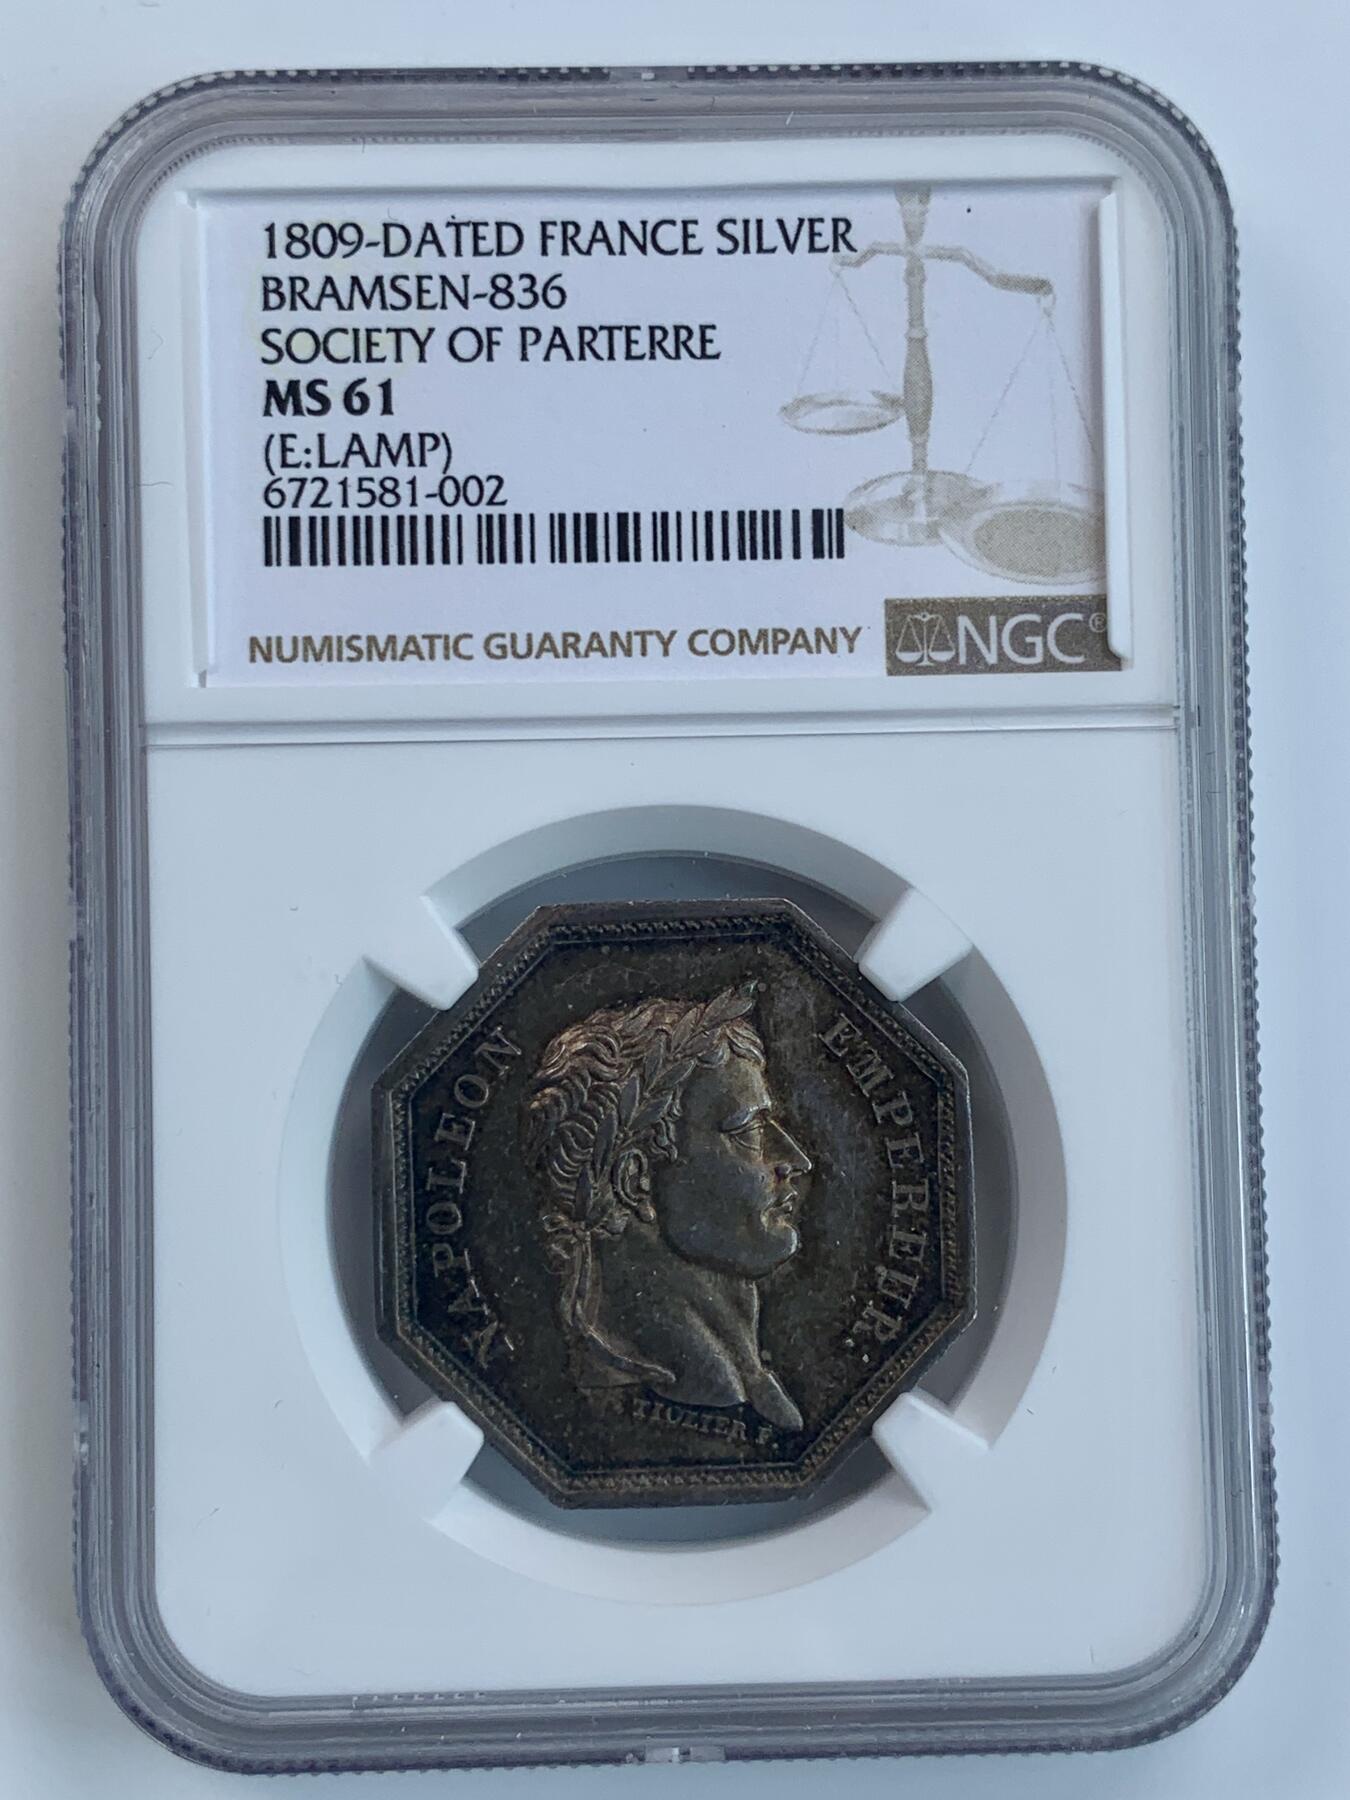 1809-DATED FRANCE SILVER
BRAMSEN-836
SOCIETY OF PARTERRE
MS 61
(E:LAMP)
6721581-002
NUMISMATIC GUARANTY COMPANY
NGC®
NAPOLEON
EMPEREUR.
TIOLIER F.